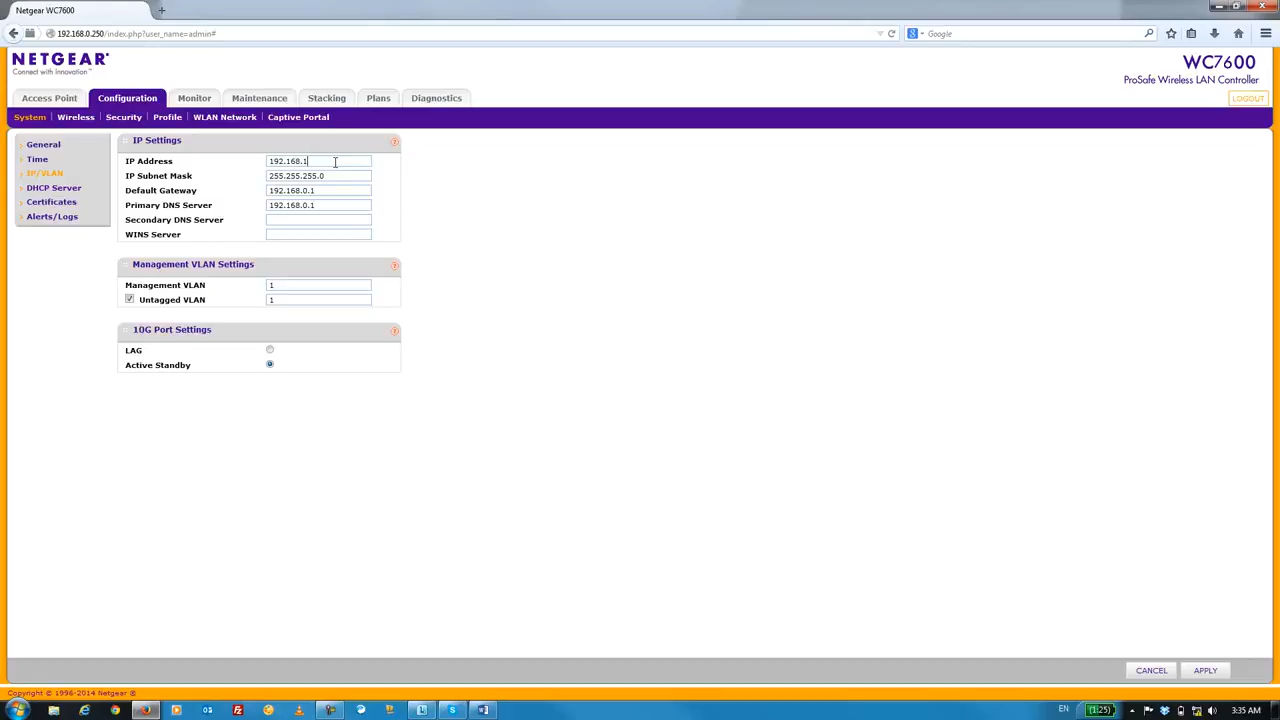 Netgear WC7600
192.168.0.250/index.php?user_name=admin#
Google
NETGEAR®
Connect with Innovation™
WC7600
ProSafe Wireless LAN Controller
Access Point
Configuration
Monitor
Maintenance
Stacking
Plans
Diagnostics
LOGOUT
System
Wireless
Security
Profile
WLAN Network
Captive Portal
General
Time
IP/VLAN
DHCP Server
Certificates
Alerts/Logs
IP Settings
IP Address 192.168.1
IP Subnet Mask 255.255.255.0
Default Gateway 192.168.0.1
Primary DNS Server 192.168.0.1
Secondary DNS Server
WINS Server
Management VLAN Settings
Management VLAN 1
Untagged VLAN 1
10G Port Settings
LAG
Active Standby
CANCEL
APPLY
Copyright © 1996-2014 Netgear ®
EN
(1:25)
3:35 AM